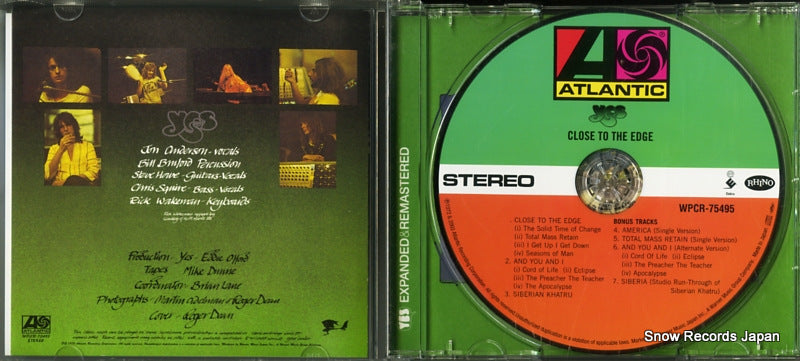 YES
Jon Anderson-vocals
Bill Bruford Percussion
Steve Howe-Guitars-Vocals
Chris Squire-Bass-Vocals
Rick Wakeman-Keyboards
Production-Yes-Eddie Offord
Tapes Mike Dunne
Coordinator-Brian Lane
Photographs-Martin Adelman & Roger Dean
Cover-Roger Dean
ATLANTIC
WPCR-75495
STEREO
YES EXPANDED & REMASTERED
ATLANTIC
YES
CLOSE TO THE EDGE
STEREO
RHINO
WPCR-75495
1. CLOSE TO THE EDGE
(i) The Solid Time of Change
(ii) Total Mass Retain
(iii) I Get Up I Get Down
(iv) Seasons of Man
2. AND YOU AND I
(i) Cord of Life (ii) Eclipse
(iii) The Preacher The Teacher
(iv) The Apocalypse
3. SIBERIAN KHATRU
BONUS TRACKS
4. AMERICA (Single Version)
5. TOTAL MASS RETAIN (Single Version)
6. AND YOU AND I (Alternate Version)
(i) Cord of Life (ii) Eclipse
(iii) The Preacher The Teacher
(iv) Apocalypse
7. SIBERIA (Studio Run-Through of
Siberian Khatru)
Snow Records Japan